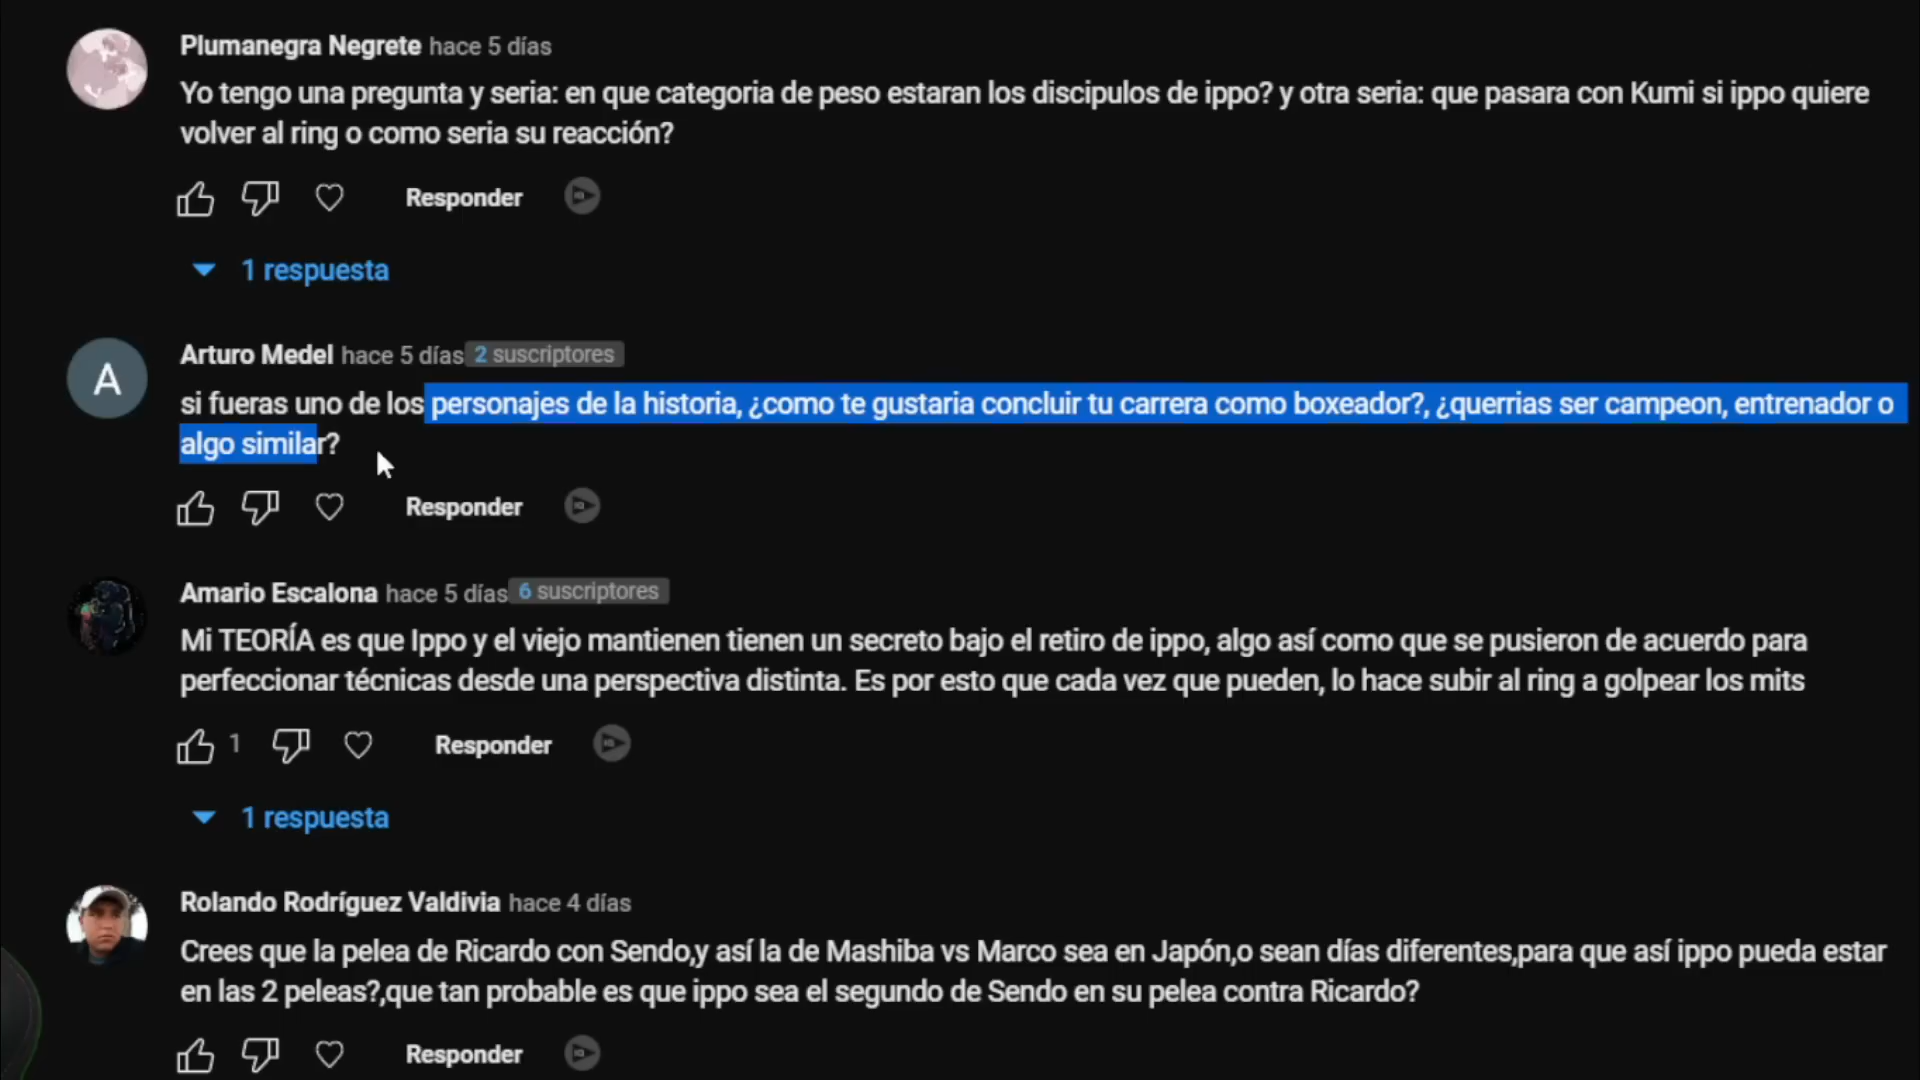 Plumanegra Negrete hace 5 días
Yo tengo una pregunta y seria: en que categoria de peso estaran los discipulos de ippo? y otra seria: que pasara con Kumi si ippo quiere
volver al ring o como seria su reacción?
Responder
1 respuesta
Arturo Medel hace 5 días 2 suscriptores
A
si fueras uno de los personajes de la historia, ¿como te gustaria concluir tu carrera como boxeador?, ¿querrias ser campeon, entrenador o
algo similar?
Responder
Amario Escalona hace 5 días 6 suscriptores
Mi TEORÍA es que Ippo y el viejo mantienen tienen un secreto bajo el retiro de ippo, algo así como que se pusieron de acuerdo para
perfeccionar técnicas desde una perspectiva distinta. Es por esto que cada vez que pueden, lo hace subir al ring a golpear los mits
1 Responder
1 respuesta
Rolando Rodríguez Valdivia hace 4 días
Crees que la pelea de Ricardo con Sendo,y así la de Mashiba vs Marco sea en Japón,o sean días diferentes,para que así ippo pueda estar
en las 2 peleas?,que tan probable es que ippo sea el segundo de Sendo en su pelea contra Ricardo?
Responder